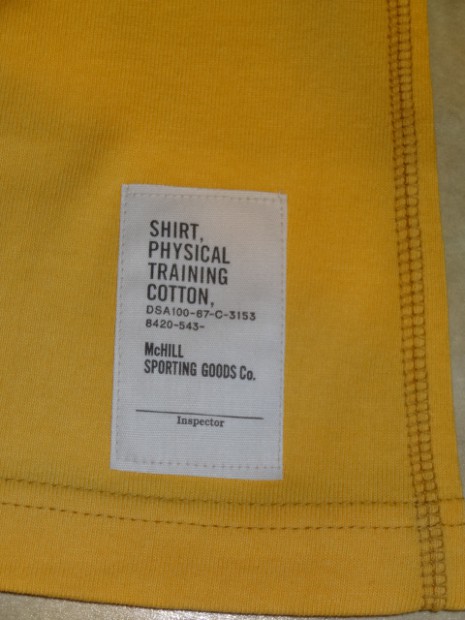 SHIRT,
PHYSICAL
TRAINING
COTTON,
DSA100-67-C-3153
8420-543-
McHILL
SPORTING GOODS Co.
Inspector